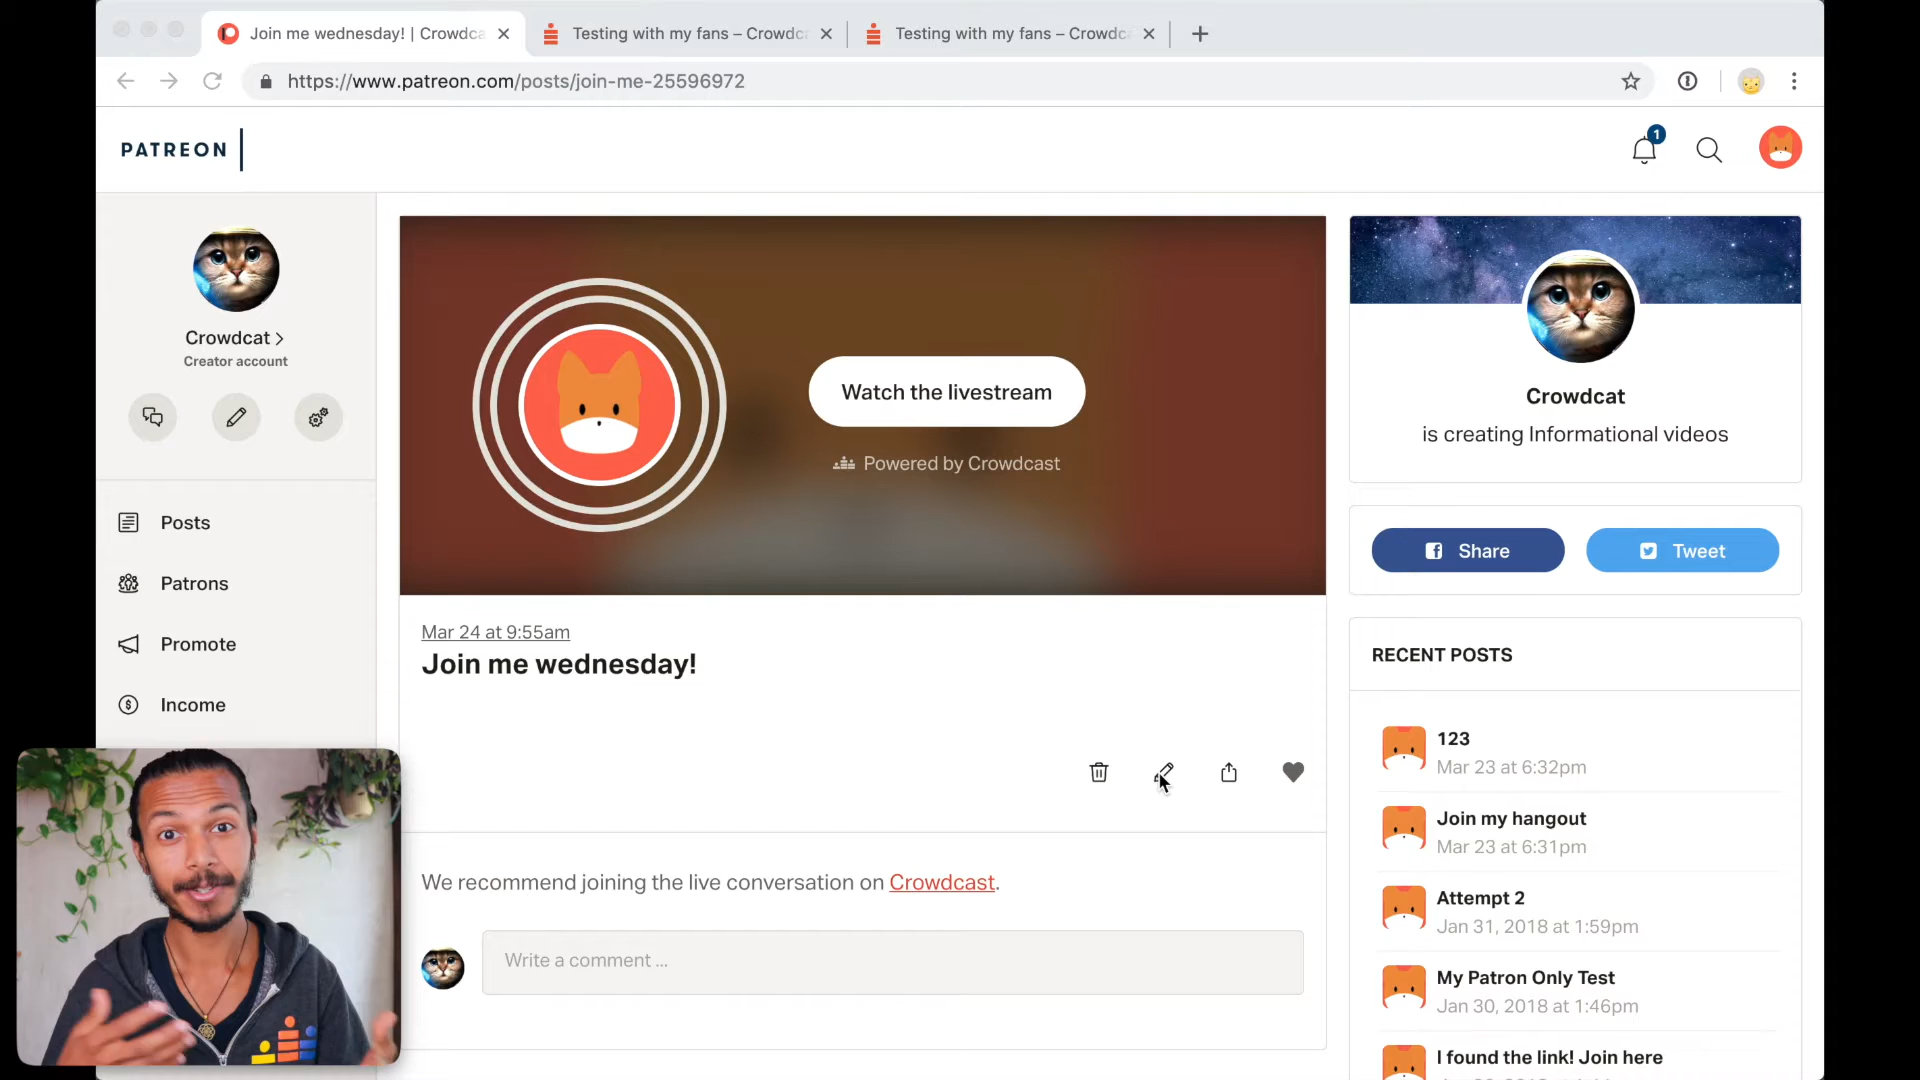 Join me wednesday! | Crowdca
Testing with my fans – Crowdc
Testing with my fans – Crowdc
https://www.patreon.com/posts/join-me-25596972
PATREON
1
Crowdcat
Creator account
Posts
Patrons
Promote
Income
Watch the livestream
Powered by Crowdcast
Mar 24 at 9:55am
Join me wednesday!
We recommend joining the live conversation on Crowdcast.
Write a comment ...
Crowdcat
is creating Informational videos
Share
Tweet
RECENT POSTS
123
Mar 23 at 6:32pm
Join my hangout
Mar 23 at 6:31pm
Attempt 2
Jan 31, 2018 at 1:59pm
My Patron Only Test
Jan 30, 2018 at 1:46pm
I found the link! Join here